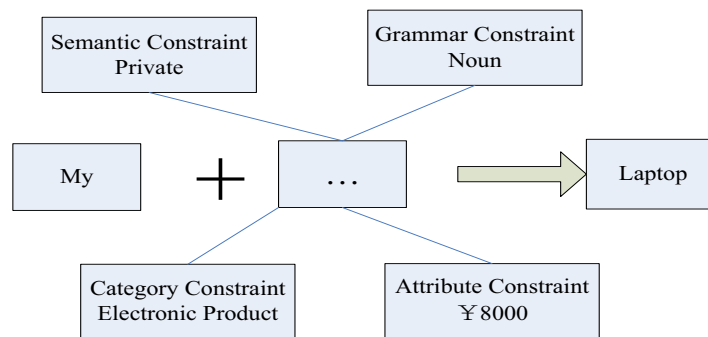 Semantic Constraint
Private
Grammar Constraint
Noun
My
+
...
Laptop
Category Constraint
Electronic Product
Attribute Constraint
￥8000